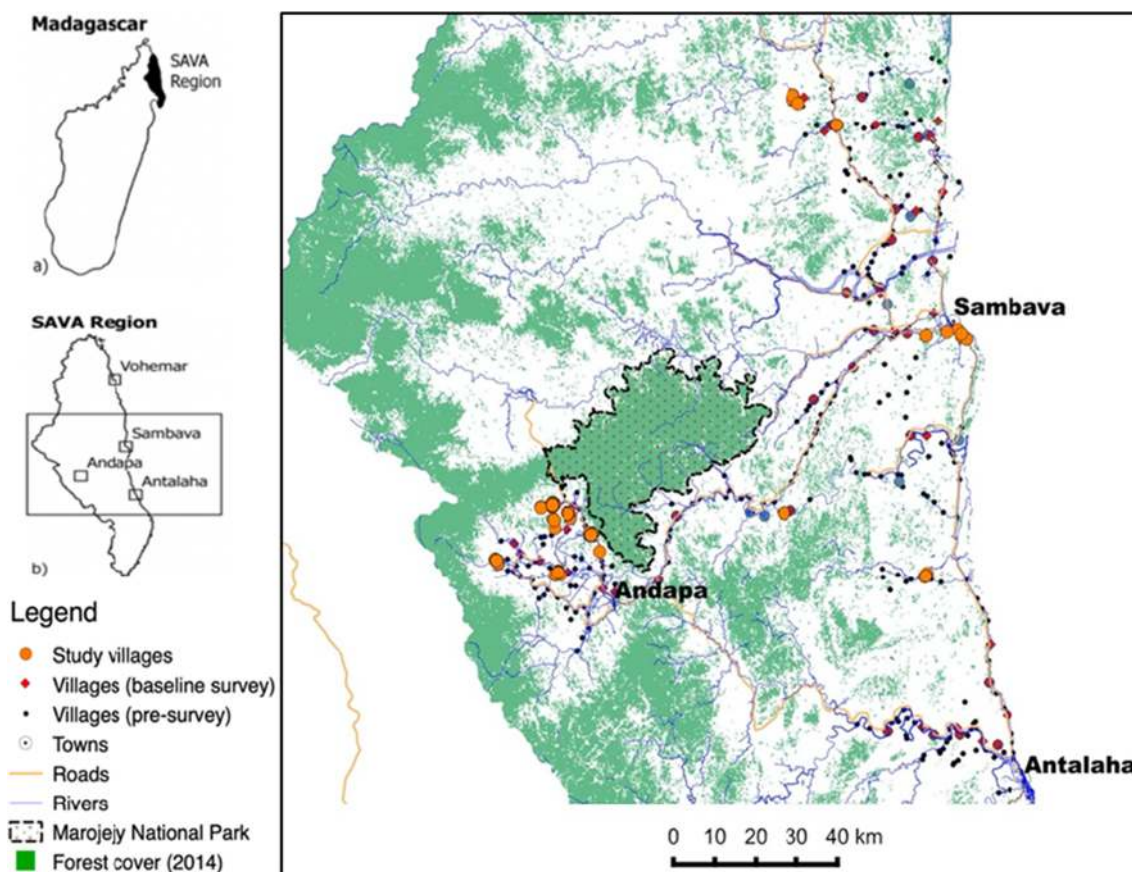 Madagascar
SAVA
Region
a)
SAVA Region
Vohemar
Sambava
Andapa
Antalaha
b)
Legend
Study villages
Villages (baseline survey)
Villages (pre-survey)
Towns
Roads
Rivers
Marojejy National Park
Forest cover (2014)
Sambava
Andapa
Antalaha
0 10 20 30 40 km